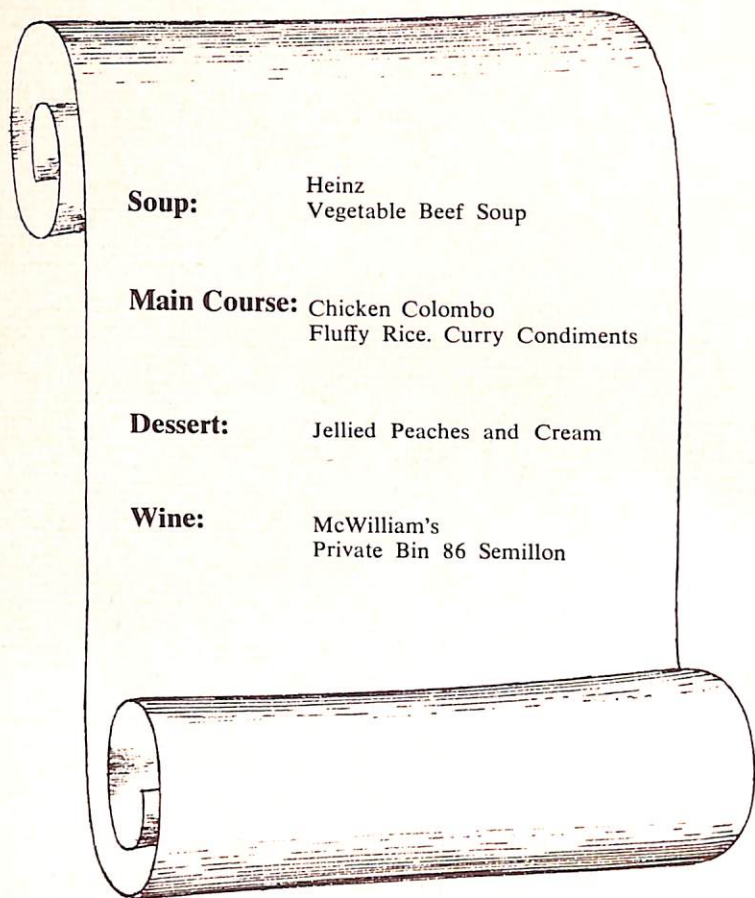 Soup: Heinz
Vegetable Beef Soup
Main Course: Chicken Colombo
Fluffy Rice. Curry Condiments
Dessert: Jellied Peaches and Cream
Wine: McWilliam's
Private Bin 86 Semillon